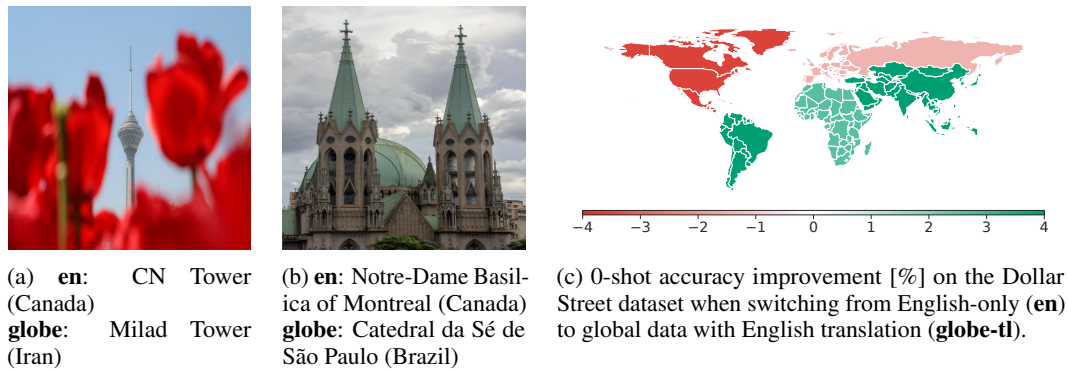 −4 −3 −2 −1 0 1 2 3 4
(a) en: CN Tower
(Canada)
globe: Milad Tower
(Iran)
(b) en: Notre-Dame Basil-
ica of Montreal (Canada)
globe: Catedral da Sé de
São Paulo (Brazil)
(c) 0-shot accuracy improvement [%] on the Dollar
Street dataset when switching from English-only (en)
to global data with English translation (globe-tl).